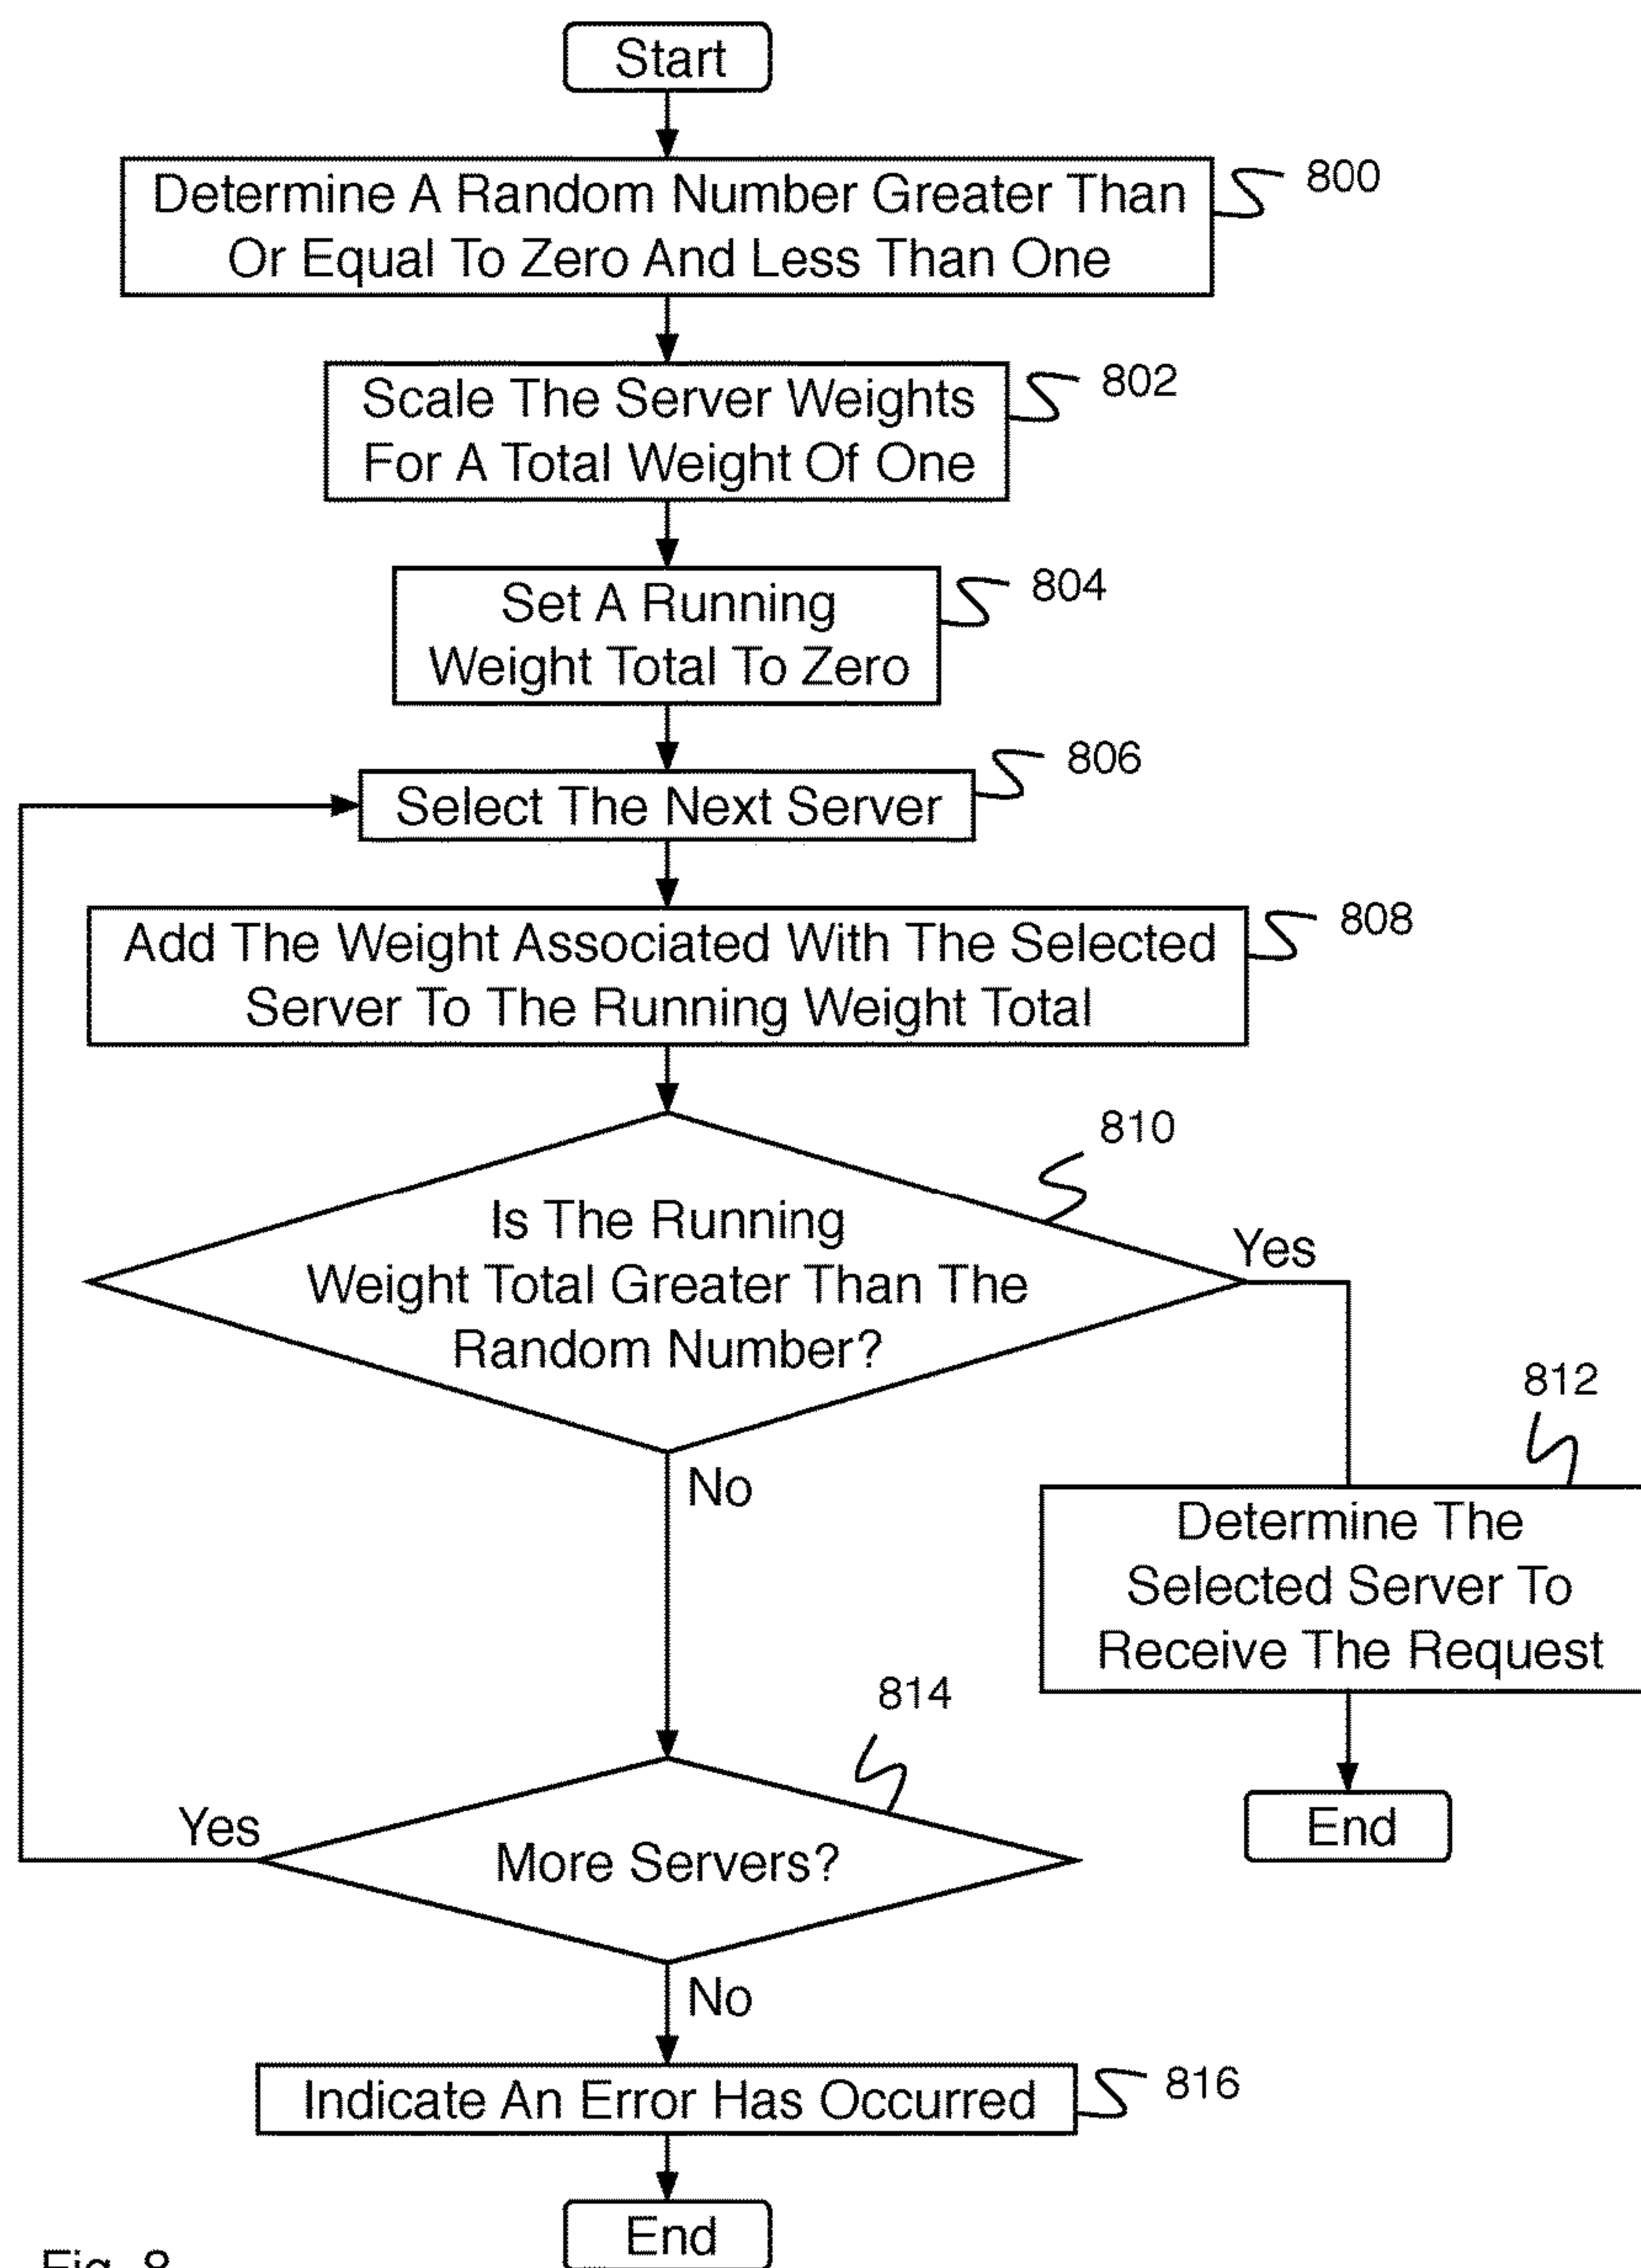 Start
Determine A Random Number Greater Than
Or Equal To Zero And Less Than One
800
Scale The Server Weights
For A Total Weight Of One
802
Set A Running
Weight Total To Zero
804
Select The Next Server
806
Add The Weight Associated With The Selected
Server To The Running Weight Total
808
Is The Running
Weight Total Greater Than The
Random Number?
810
Yes
No
812
Determine The
Selected Server To
Receive The Request
End
814
More Servers?
Yes
No
Indicate An Error Has Occurred
816
End
Fig. 8